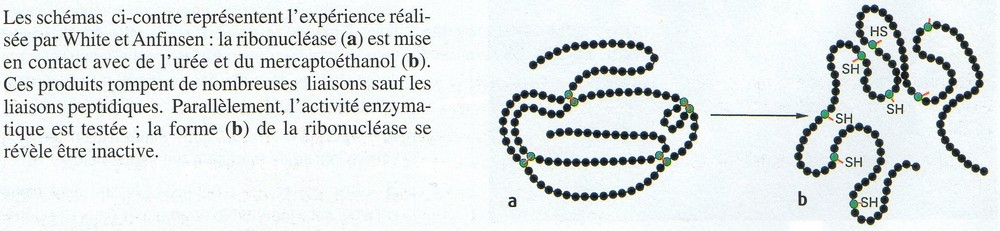 Les schémas ci-contre représentent l'expérience réali-
sée par White et Anfinsen : la ribonucléase (a) est mise
en contact avec de l'urée et du mercaptoéthanol (b).
Ces produits rompent de nombreuses liaisons sauf les
liaisons peptidiques. Parallèlement, l'activité enzyma-
tique est testée ; la forme (b) de la ribonucléase se
révèle être inactive.
a
HS
SH
SH
SH
SH
SH
b